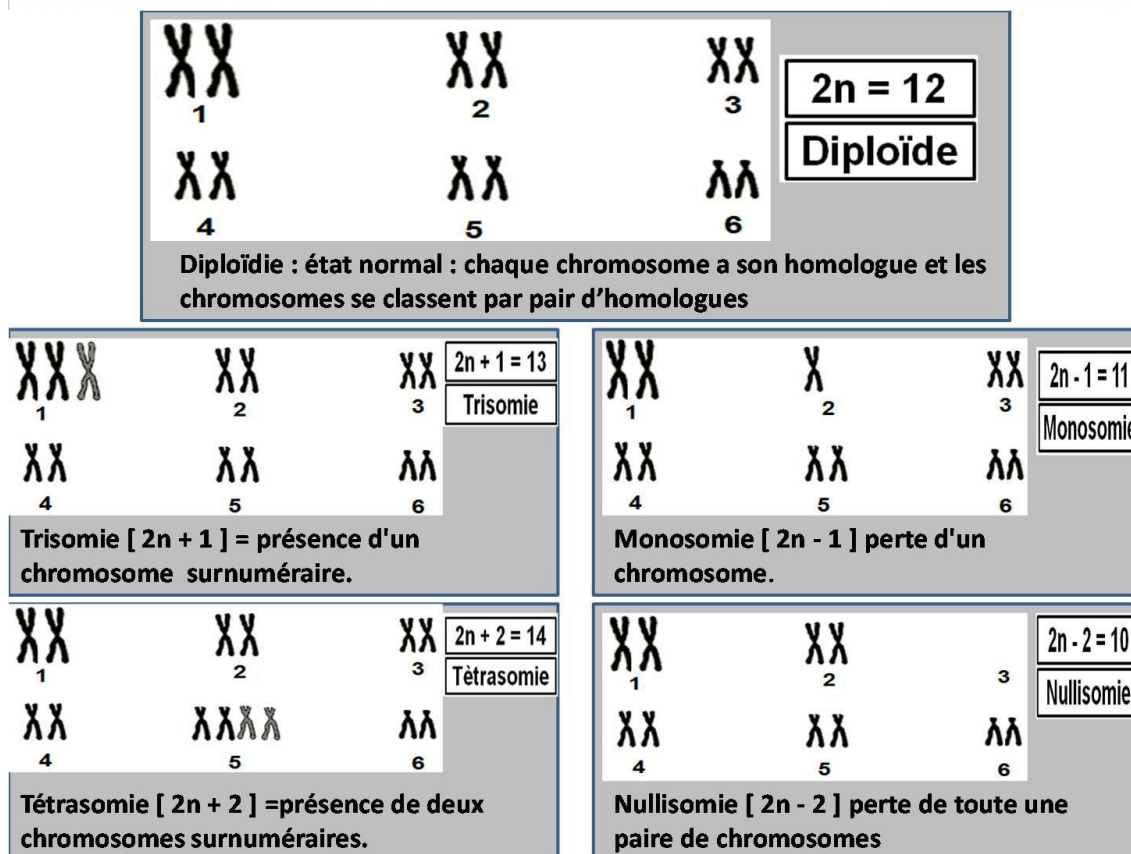 1
2
3
4
5
6
2n = 12
Diploïde
Diploïdie : état normal : chaque chromosome a son homologue et les
chromosomes se classent par pair d'homologues
1
2
3
4
5
6
2n + 1 = 13
Trisomie
Trisomie [ 2n + 1 ] = présence d'un
chromosome surnuméraire.
1
2
3
4
5
6
2n - 1 = 11
Monosomie
Monosomie [ 2n - 1 ] perte d'un
chromosome.
1
2
3
4
5
6
2n + 2 = 14
Tètrasomie
Tétrasomie [ 2n + 2 ] =présence de deux
chromosomes surnuméraires.
1
2
3
4
5
6
2n - 2 = 10
Nullisomie
Nullisomie [ 2n - 2 ] perte de toute une
paire de chromosomes